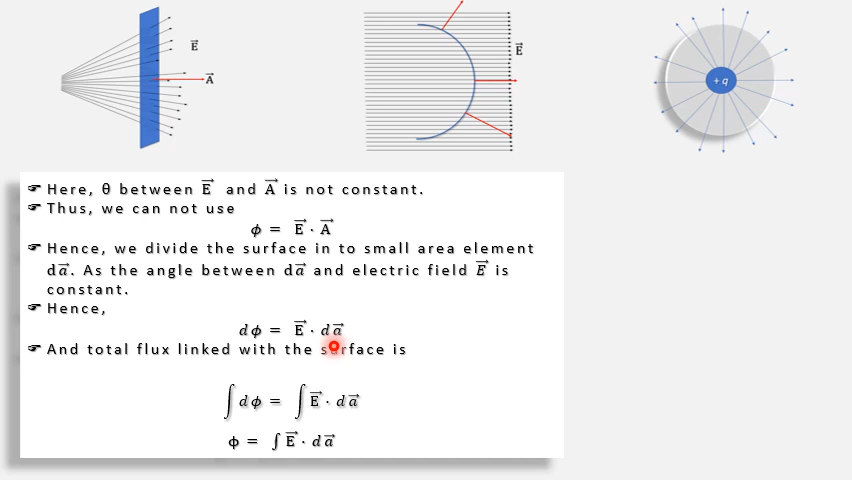 E⃗
A⃗
E⃗
+ q
☞ Here, θ between E⃗ and A⃗ is not constant.
☞ Thus, we can not use
ϕ = E⃗ · A⃗
☞ Hence, we divide the surface in to small area element
da⃗. As the angle between da⃗ and electric field E⃗ is
constant.
☞ Hence,
dϕ = E⃗ · da⃗
☞ And total flux linked with the surface is
∫ dϕ = ∫ E⃗ · da⃗
ϕ = ∫ E⃗ · da⃗